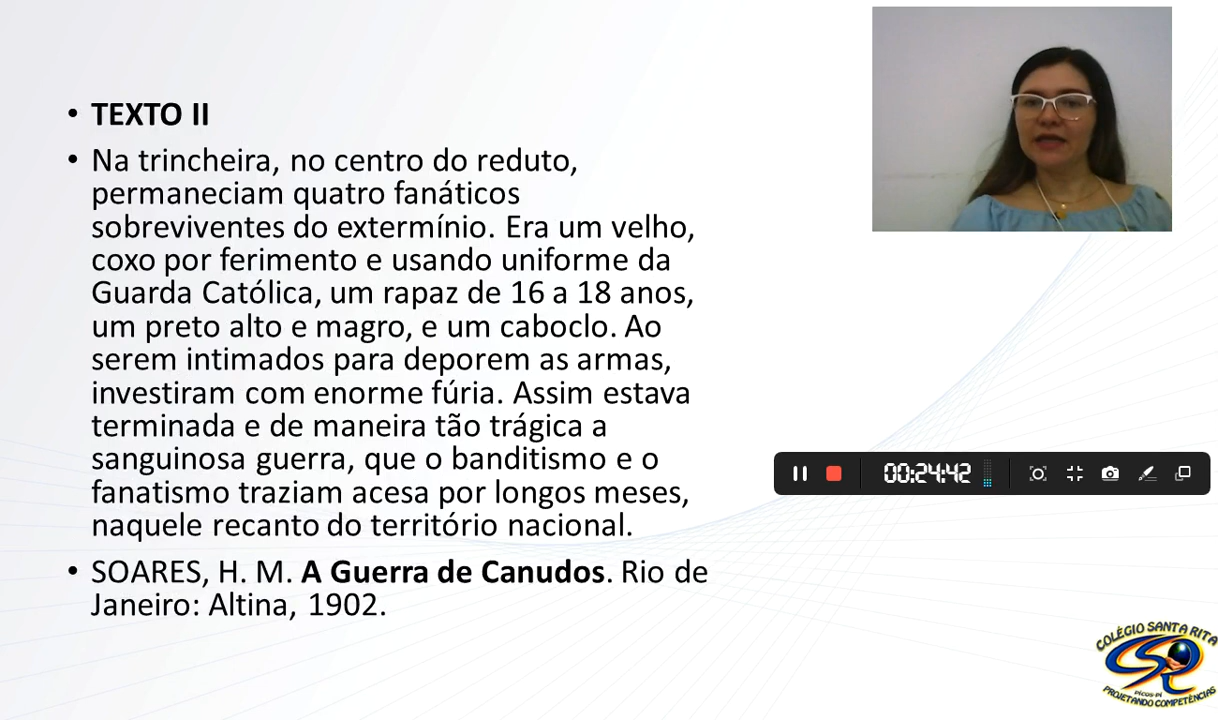 TEXTO II
Na trincheira, no centro do reduto,
permaneciam quatro fanáticos
sobreviventes do extermínio. Era um velho,
coxo por ferimento e usando uniforme da
Guarda Católica, um rapaz de 16 a 18 anos,
um preto alto e magro, e um caboclo. Ao
serem intimados para deporem as armas,
investiram com enorme fúria. Assim estava
terminada e de maneira tão trágica a
sanguinosa guerra, que o banditismo e o
fanatismo traziam acesa por longos meses,
naquele recanto do território nacional.
SOARES, H. M. A Guerra de Canudos. Rio de
Janeiro: Altina, 1902.
00:24:42
COLÉGIO SANTA RITA
PICOS-PI
PROJETANDO COMPETÊNCIAS